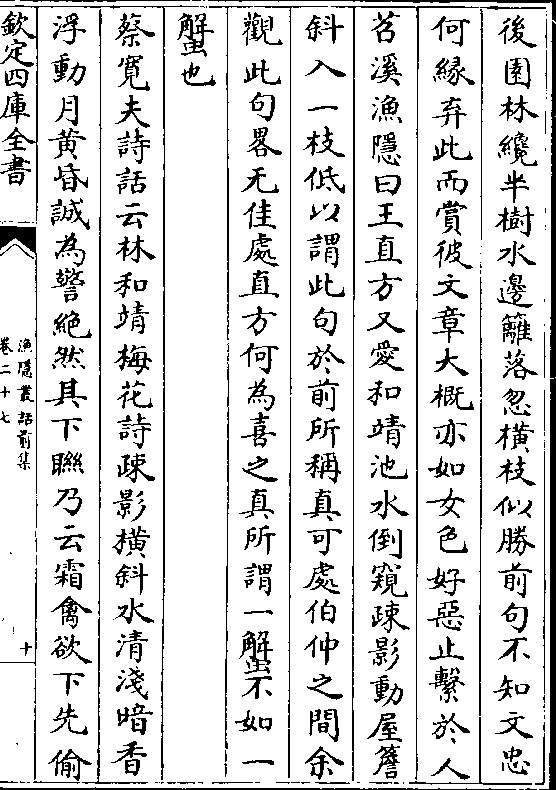 後園林纔半樹水邊籬落忽橫枝似勝前句不知文忠
何縁弃此而賞彼文章大概亦如女色好惡止繫於人
苕溪漁隱曰王直方又愛和靖池水倒窺疎影動屋簷
斜入一枝低以謂此句於前所稱真可處伯仲之間余
觀此句畧无佳處直方何為喜之真所謂一蟹不如一
蟹也
蔡寛夫詩話云林和靖梅花詩疎影橫斜水清淺暗香
浮動月黄昏誠為警絶然其下聮乃云霜禽欲下先偷
欽定四庫全書
漁隱叢話前集
卷二十七
十